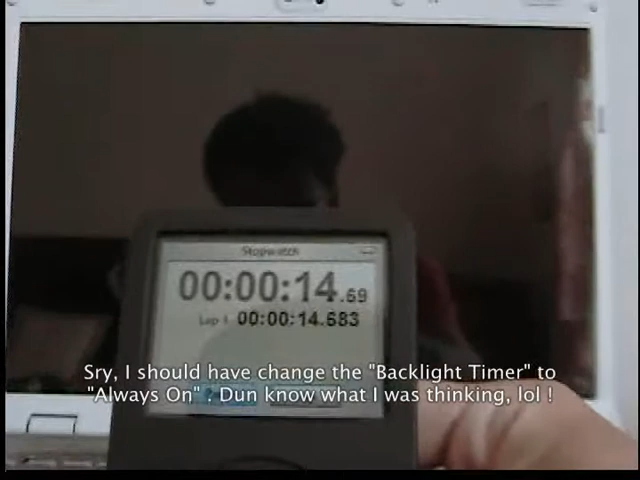 Stopwatch
00:00:14.69
Lap 1 00:00:14.683
Sry, I should have change the "Backlight Timer" to
"Always On" . Dun know what I was thinking, lol !